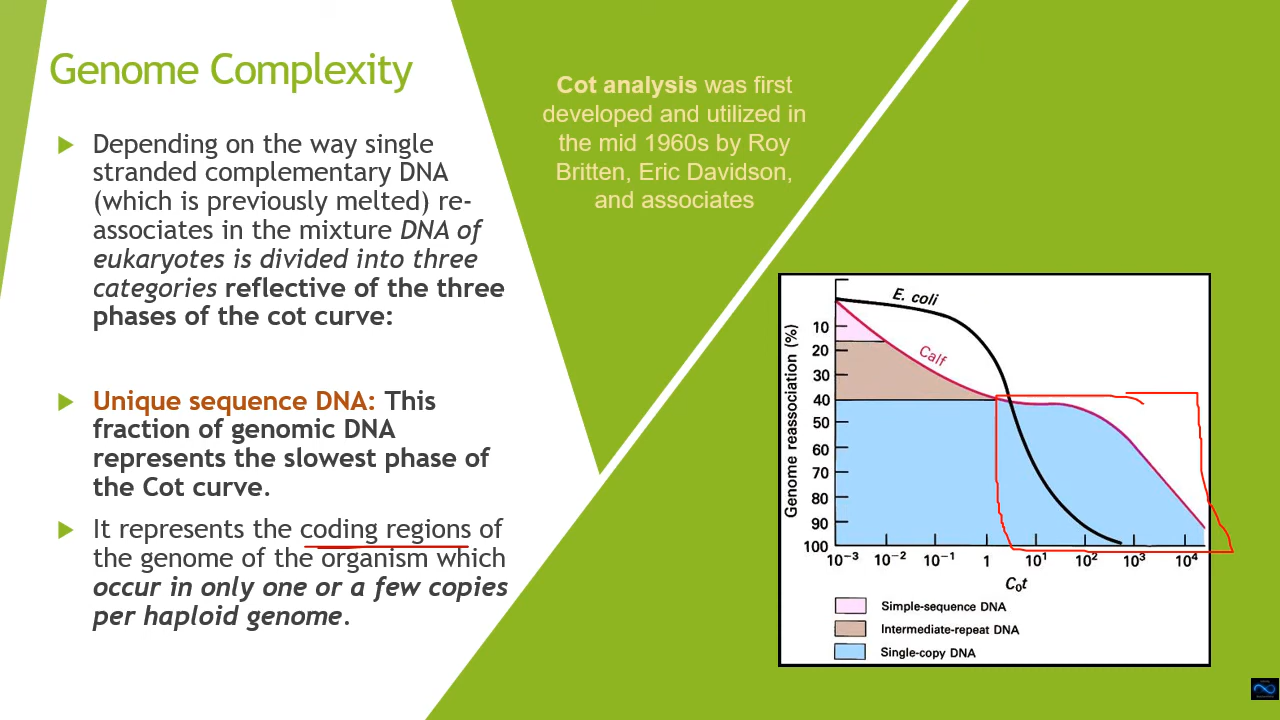 Genome Complexity
Depending on the way single
stranded complementary DNA
(which is previously melted) re-
associates in the mixture DNA of
eukaryotes is divided into three
categories reflective of the three
phases of the cot curve:
Unique sequence DNA: This
fraction of genomic DNA
represents the slowest phase of
the Cot curve.
It represents the coding regions of
the genome of the organism which
occur in only one or a few copies
per haploid genome.
Cot analysis was first
developed and utilized in
the mid 1960s by Roy
Britten, Eric Davidson,
and associates
E. coli
Calf
Genome reassociation (%)
10
20
30
40
50
60
70
80
90
100
10⁻³ 10⁻² 10⁻¹ 1 10¹ 10² 10³ 10⁴
C₀t
Simple-sequence DNA
Intermediate-repeat DNA
Single-copy DNA